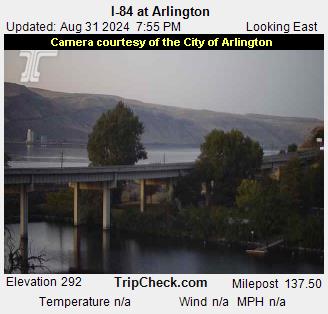 I-84 at Arlington
Updated: Aug 31 2024 7:55 PM Looking East
Camera courtesy of the City of Arlington
Elevation 292 TripCheck.com Milepost 137.50
Temperature n/a Wind n/a MPH n/a